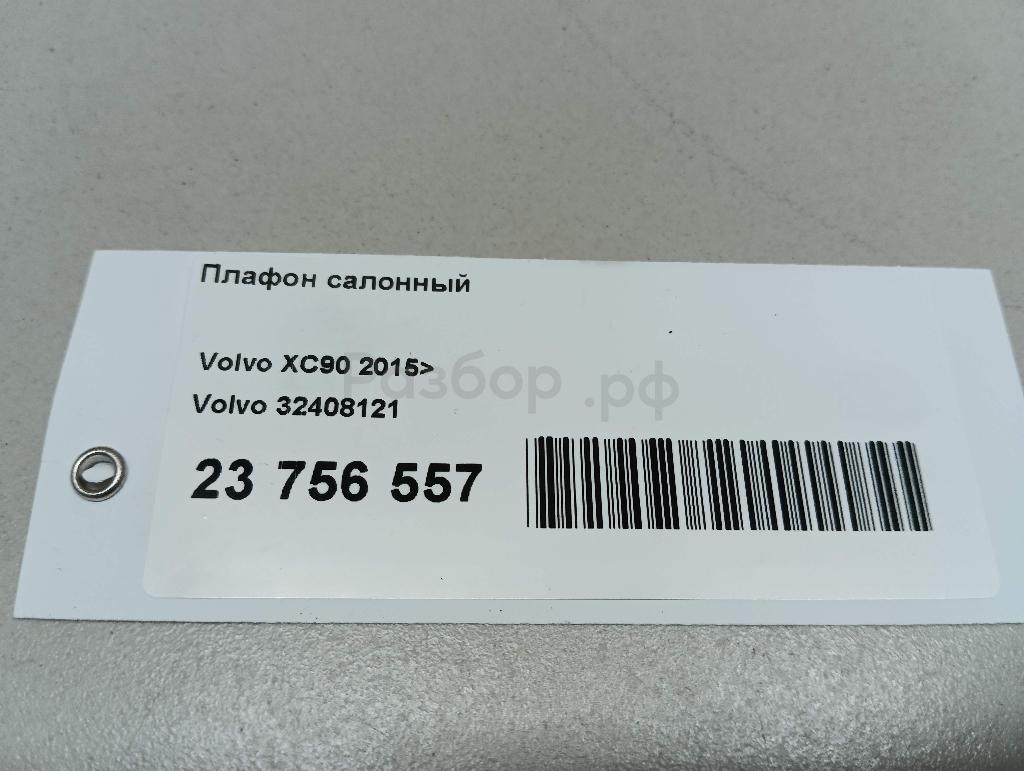 Плафон салонный
Volvo XC90 2015>
Volvo 32408121
23 756 557
Разбор.рф